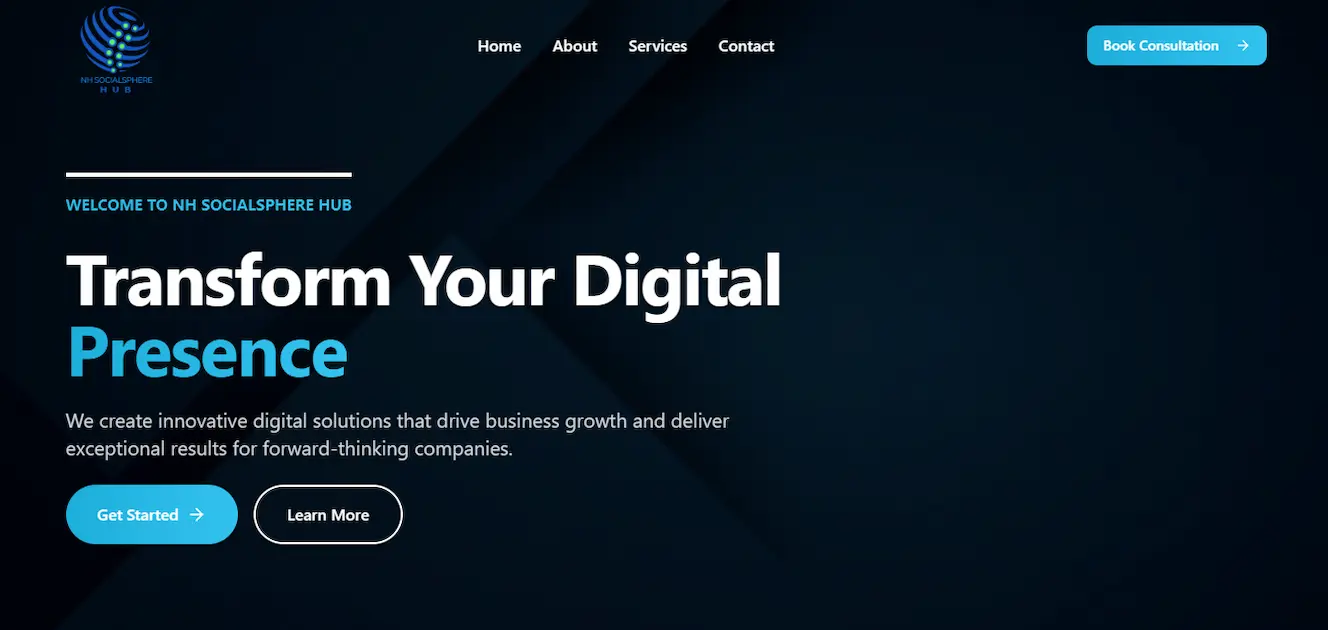 NH SOCIALSPHERE
HUB
Home About Services Contact
Book Consultation
WELCOME TO NH SOCIALSPHERE HUB
Transform Your Digital
Presence
We create innovative digital solutions that drive business growth and deliver
exceptional results for forward-thinking companies.
Get Started
Learn More